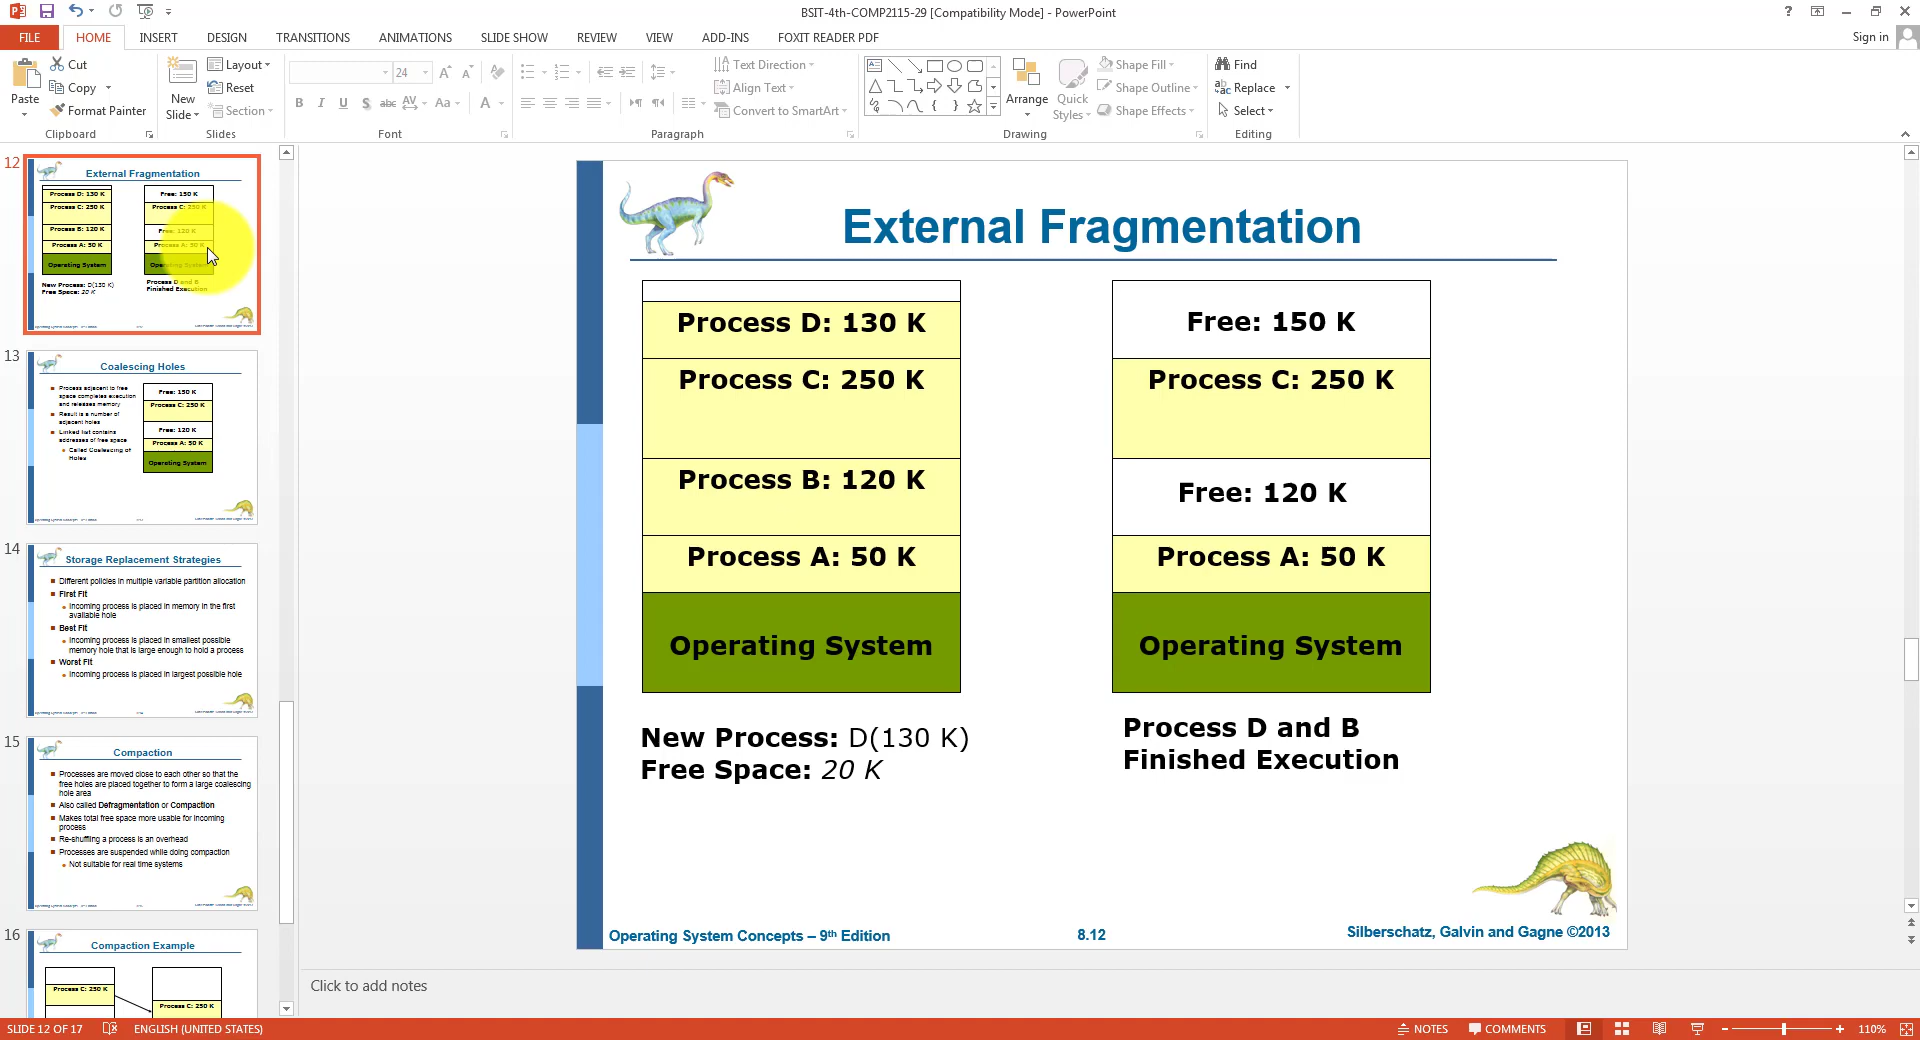 BSIT-4th-COMP2115-29 [Compatibility Mode] - PowerPoint
?
FILE
HOME
INSERT
DESIGN
TRANSITIONS
ANIMATIONS
SLIDE SHOW
REVIEW
VIEW
ADD-INS
FOXIT READER PDF
Sign in
Paste
Cut
Copy
Format Painter
Clipboard
New
Slide
Layout
Reset
Section
Slides
24
B I U S abc AV Aa A
Font
Text Direction
Align Text
Convert to SmartArt
Paragraph
Arrange
Quick
Styles
Shape Fill
Shape Outline
Shape Effects
Drawing
Find
Replace
Select
Editing
12
External Fragmentation
Process D: 130 K
Process C: 250 K
Process B: 120 K
Process A: 50 K
Operating System
New Process: D(130 K)
Free Space: 20 K
Free: 150 K
Process C: 250 K
Free: 120 K
Process A: 50 K
Operating System
Process D and B
Finished Execution
13
Coalescing Holes
Process adjacent to free
space completes execution
and releases memory
Result is a number of
adjacent holes
Linked list contains
addresses of free space
Called Coalescing of
Holes
Free: 150 K
Process C: 250 K
Free: 120 K
Process A: 50 K
Operating System
14
Storage Replacement Strategies
Different policies in multiple variable partition allocation
First Fit
Incoming process is placed in memory in the first
available hole
Best Fit
Incoming process is placed in smallest possible
memory hole that is large enough to hold a process
Worst Fit
Incoming process is placed in largest possible hole
15
Compaction
Processes are moved close to each other so that the
free holes are placed together to form a large coalescing
hole area
Also called Defragmentation or Compaction
Makes total free space more usable for incoming
process
Re-shuffling a process is an overhead
Processes are suspended while doing compaction
Not suitable for real time systems
16
Compaction Example
Process C: 250 K
Process C: 250 K
External Fragmentation
Process D: 130 K
Process C: 250 K
Process B: 120 K
Process A: 50 K
Operating System
New Process: D(130 K)
Free Space: 20 K
Free: 150 K
Process C: 250 K
Free: 120 K
Process A: 50 K
Operating System
Process D and B
Finished Execution
Operating System Concepts – 9th Edition
8.12
Silberschatz, Galvin and Gagne ©2013
Click to add notes
SLIDE 12 OF 17
ENGLISH (UNITED STATES)
NOTES
COMMENTS
110%